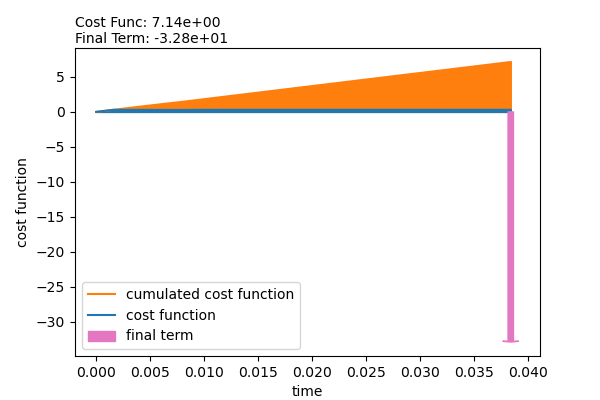 Cost Func: 7.14e+00
Final Term: -3.28e+01
5
0
−5
−10
−15
−20
−25
−30
cost function
cumulated cost function
cost function
final term
0.000 0.005 0.010 0.015 0.020 0.025 0.030 0.035 0.040
time